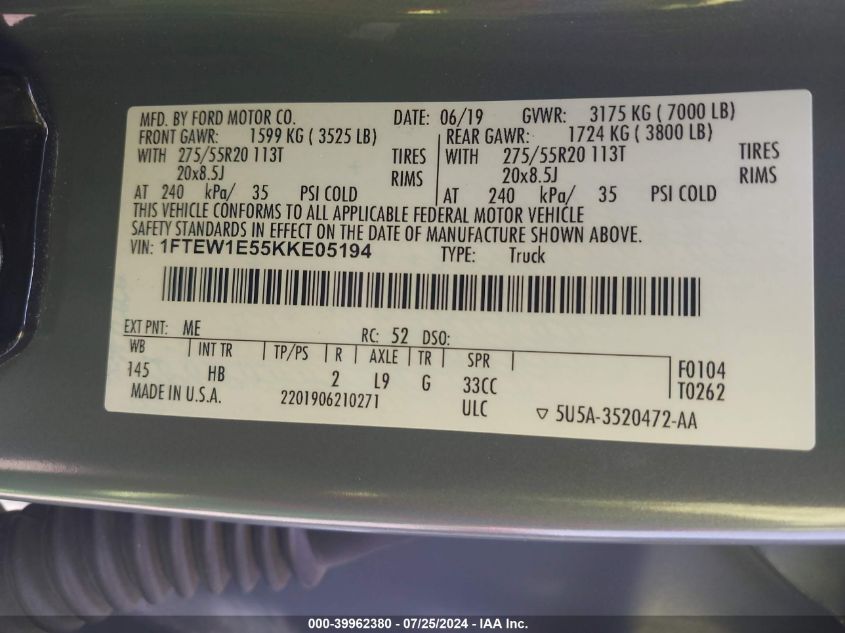 MFD. BY FORD MOTOR CO. DATE: 06/19 GVWR: 3175 KG ( 7000 LB)
FRONT GAWR: 1599 KG ( 3525 LB) REAR GAWR: 1724 KG ( 3800 LB)
WITH 275/55R20 113T TIRES WITH 275/55R20 113T TIRES
20x8.5J RIMS 20x8.5J RIMS
AT 240 kPa/ 35 PSI COLD AT 240 kPa/ 35 PSI COLD
THIS VEHICLE CONFORMS TO ALL APPLICABLE FEDERAL MOTOR VEHICLE
SAFETY STANDARDS IN EFFECT ON THE DATE OF MANUFACTURE SHOWN ABOVE.
VIN: 1FTEW1E55KKE05194 TYPE: Truck
EXT PNT: ME RC: 52 DSO:
WB INT TR TP/PS R AXLE TR SPR
145 HB 2 L9 G 33CC F0104
MADE IN U.S.A. 2201906210271 ULC T0262
▽ 5U5A-3520472-AA
000-39962380 - 07/25/2024 - IAA Inc.